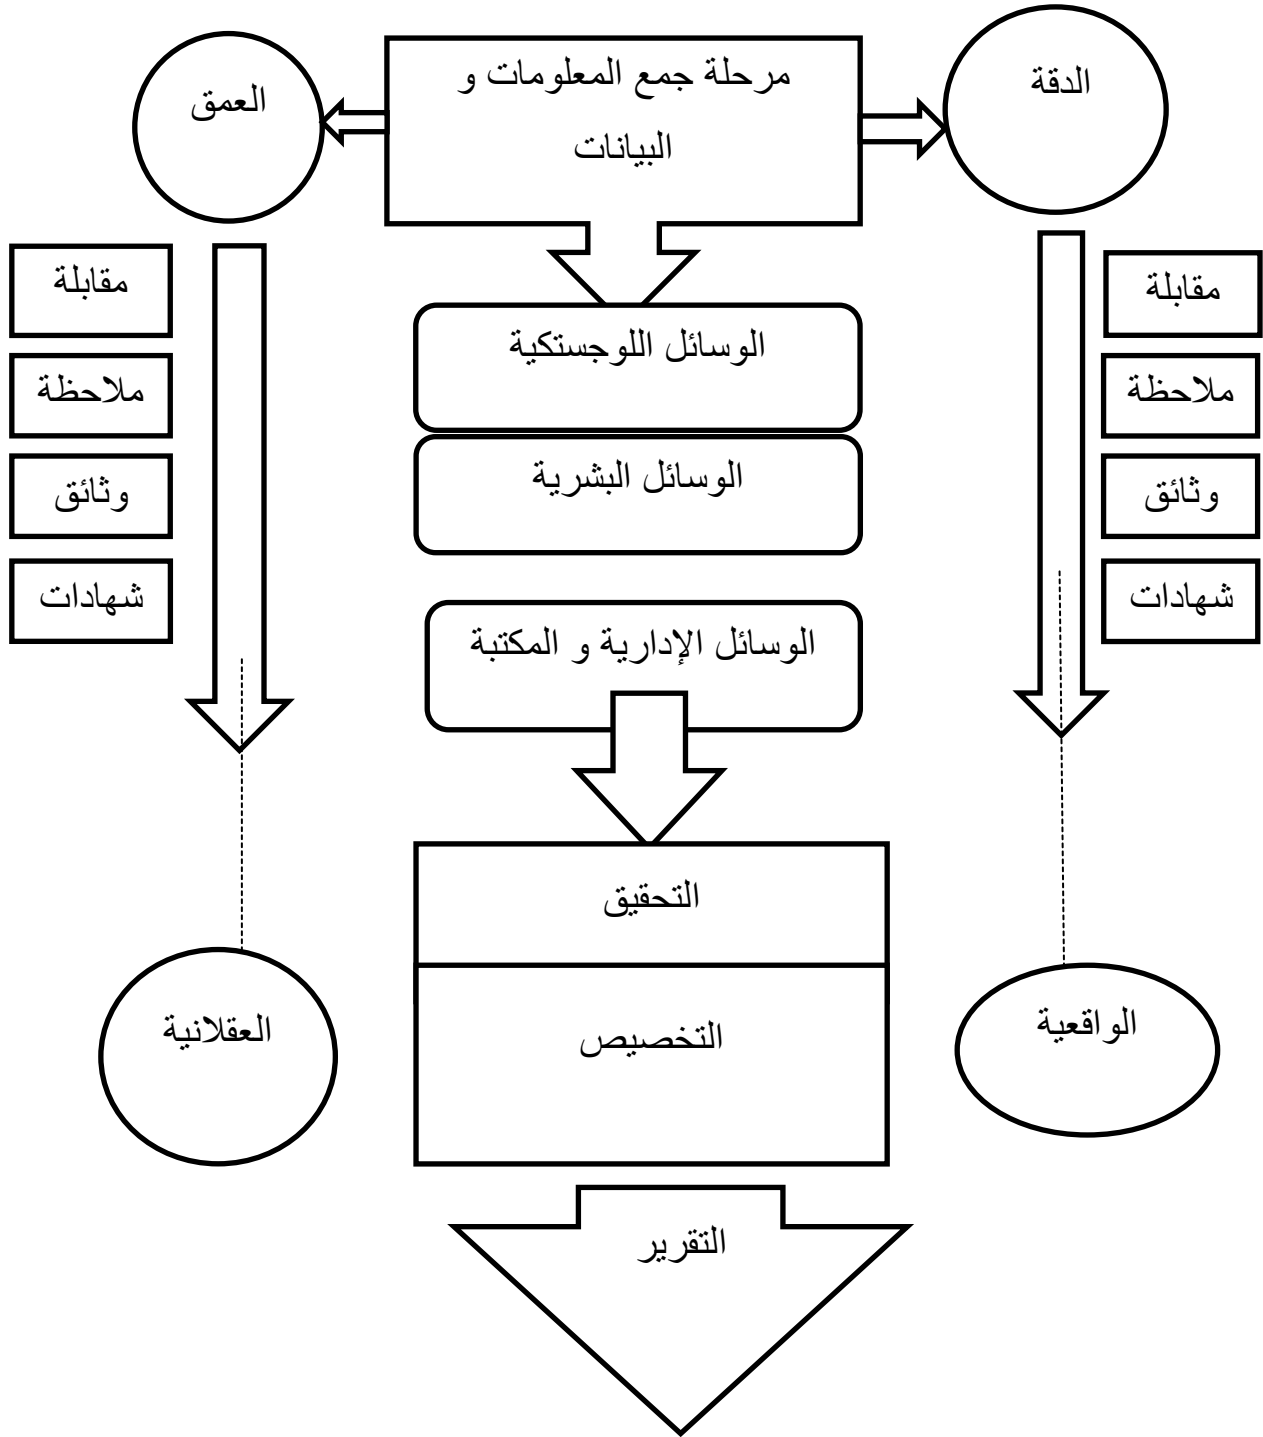 الدقة
مرحلة جمع المعلومات و
البيانات
العمق
مقابلة
ملاحظة
وثائق
شهادات
الوسائل اللوجستكية
الوسائل البشرية
الوسائل الإدارية و المكتبة
مقابلة
ملاحظة
وثائق
شهادات
التحقيق
التخصيص
الواقعية
العقلانية
التقرير